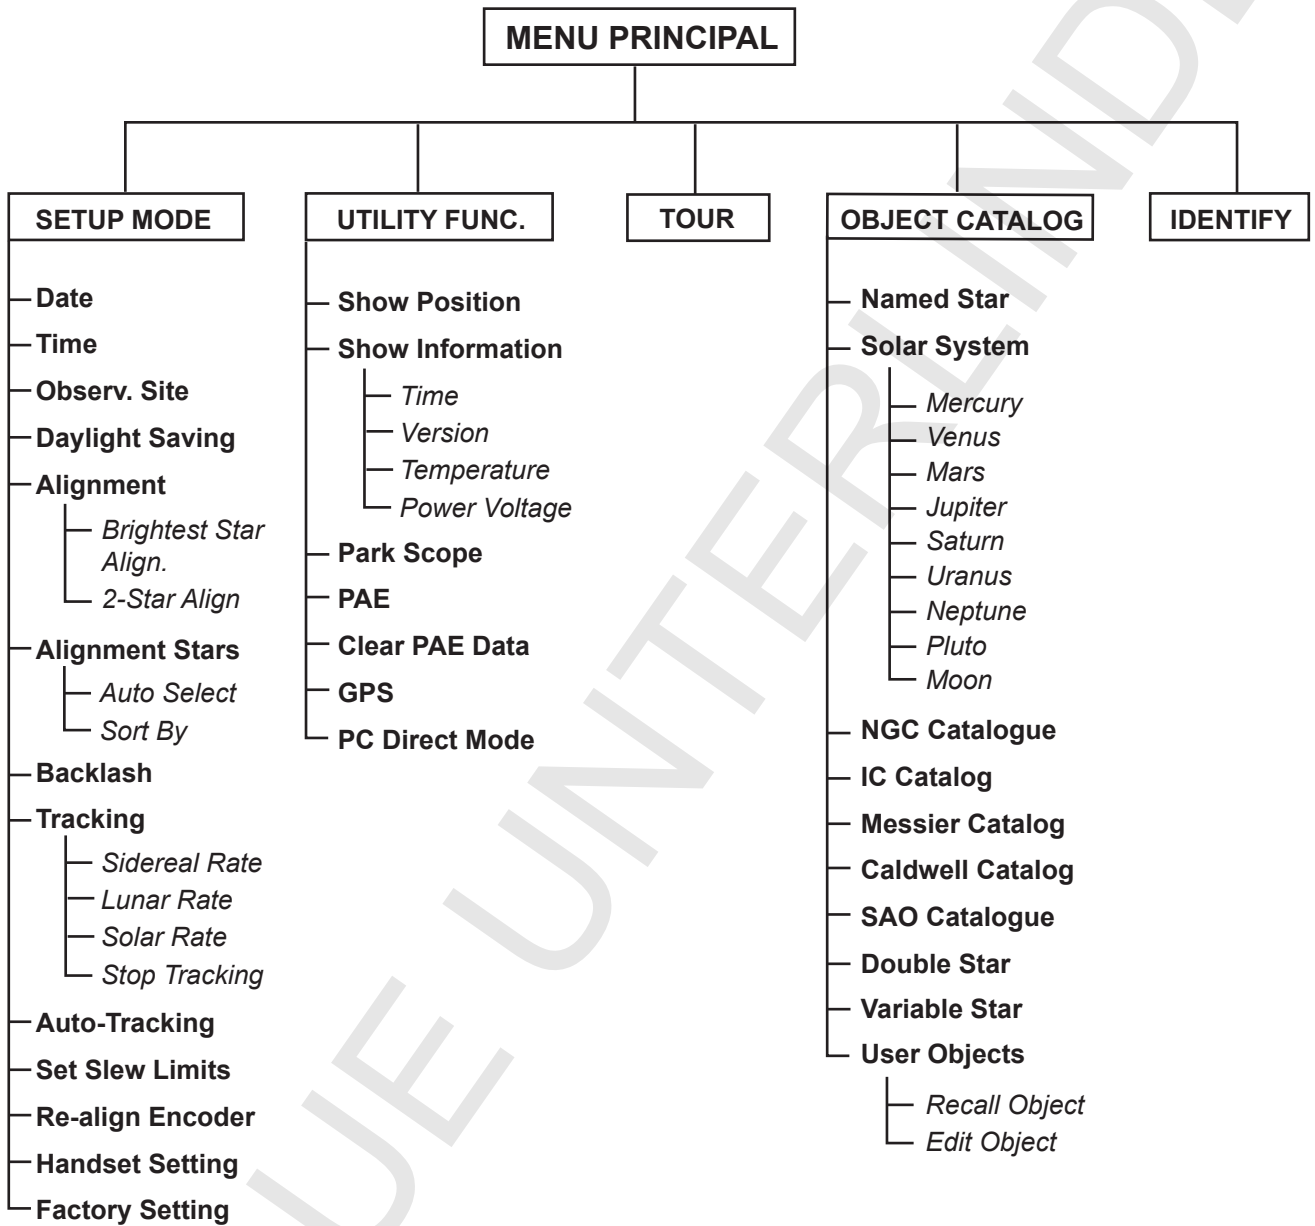 MENU PRINCIPAL
SETUP MODE
Date
Time
Observ. Site
Daylight Saving
Alignment
Brightest Star
Align.
2-Star Align
Alignment Stars
Auto Select
Sort By
Backlash
Tracking
Sidereal Rate
Lunar Rate
Solar Rate
Stop Tracking
Auto-Tracking
Set Slew Limits
Re-align Encoder
Handset Setting
Factory Setting
UTILITY FUNC.
Show Position
Show Information
Time
Version
Temperature
Power Voltage
Park Scope
PAE
Clear PAE Data
GPS
PC Direct Mode
TOUR
OBJECT CATALOG
Named Star
Solar System
Mercury
Venus
Mars
Jupiter
Saturn
Uranus
Neptune
Pluto
Moon
NGC Catalogue
IC Catalog
Messier Catalog
Caldwell Catalog
SAO Catalogue
Double Star
Variable Star
User Objects
Recall Object
Edit Object
IDENTIFY